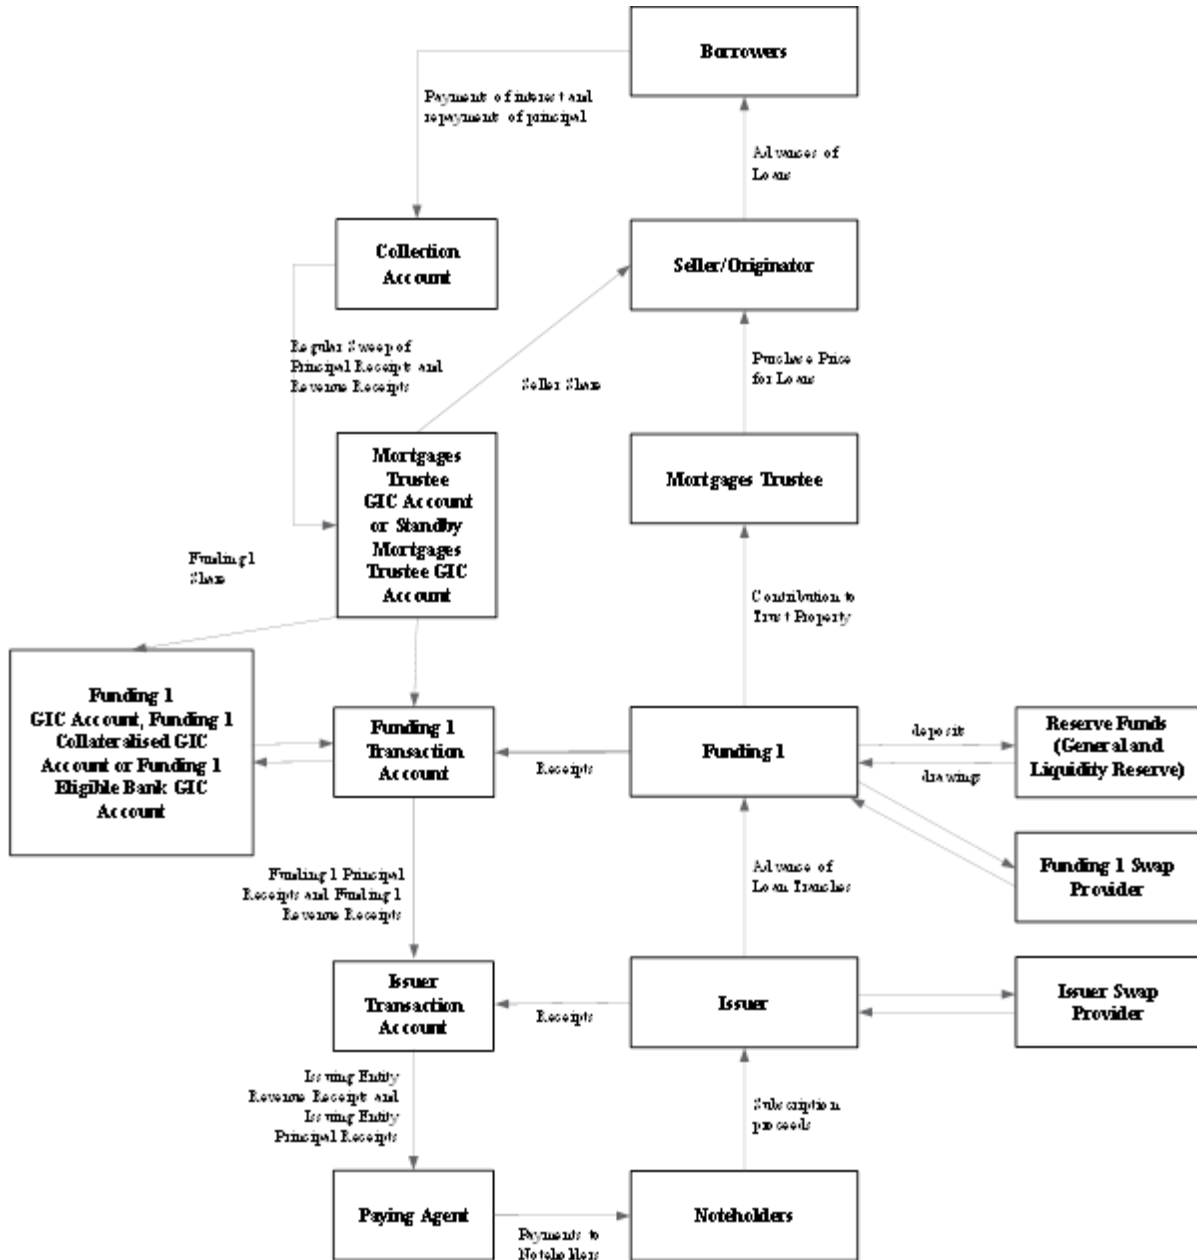 Borrowers
Payments of interest and
repayments of principal
Advances of
Loans
Collection
Account
Seller/Originator
Regular Sweep of
Principal Receipts and
Revenue Receipts
Seller Share
Purchase Price
for Loans
Mortgages
Trustee
GIC Account
or Standby
Mortgages
Trustee GIC
Account
Mortgages Trustee
Funding 1
Share
Contribution to
Trust Property
Funding 1
GIC Account, Funding 1
Collateralised GIC
Account or Funding 1
Eligible Bank GIC
Account
Funding 1
Transaction
Account
Receipts
Funding 1
deposits
drawings
Reserve Funds
(General and
Liquidity Reserve)
Funding 1 Principal
Receipts and Funding 1
Revenue Receipts
Advance of
Loan Tranches
Funding 1 Swap
Provider
Issuer
Transaction
Account
Receipts
Issuer
Issuer Swap
Provider
Issuing Entity
Revenue Receipts and
Issuing Entity
Principal Receipts
Subscription
proceeds
Paying Agent
Payments to
Noteholders
Noteholders